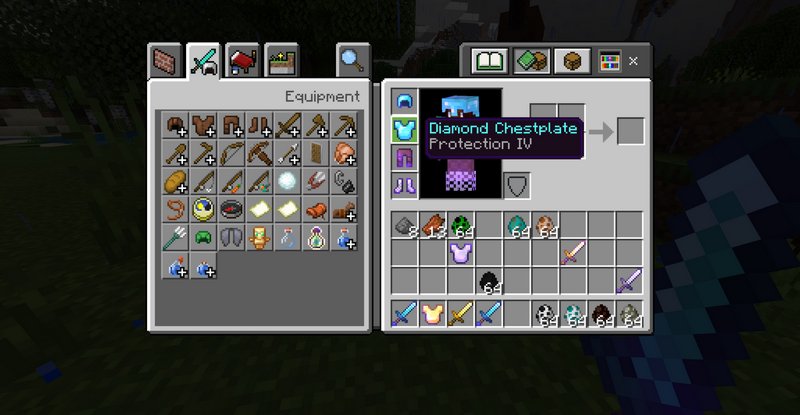 Equipment
Diamond Chestplate
Protection IV
8 13 64 64 64
64
64 64 64 64